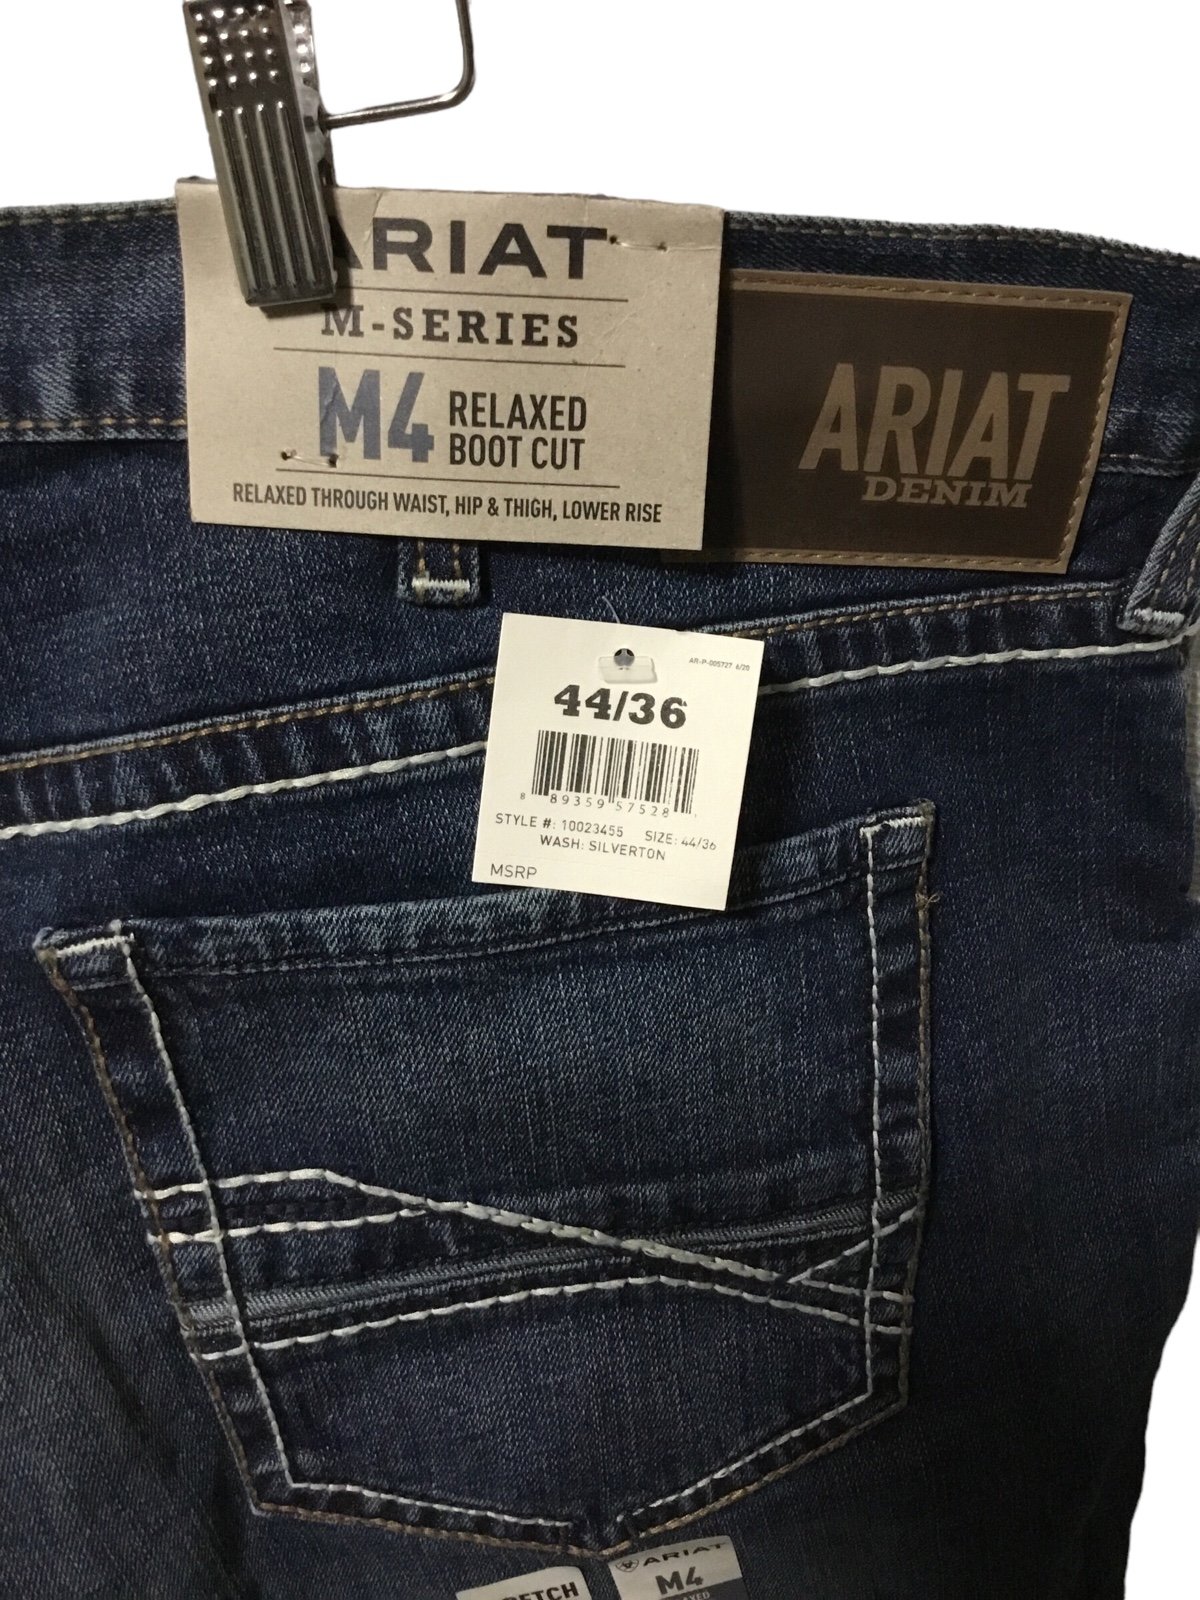 ARIAT
M-SERIES
M4 RELAXED BOOT CUT
RELAXED THROUGH WAIST, HIP & THIGH, LOWER RISE
ARIAT
DENIM
AR-P-005727 6/20
44/36
8 89359 57528
STYLE #: 10023455 SIZE: 44/36
WASH: SILVERTON
MSRP
ARIAT
M4